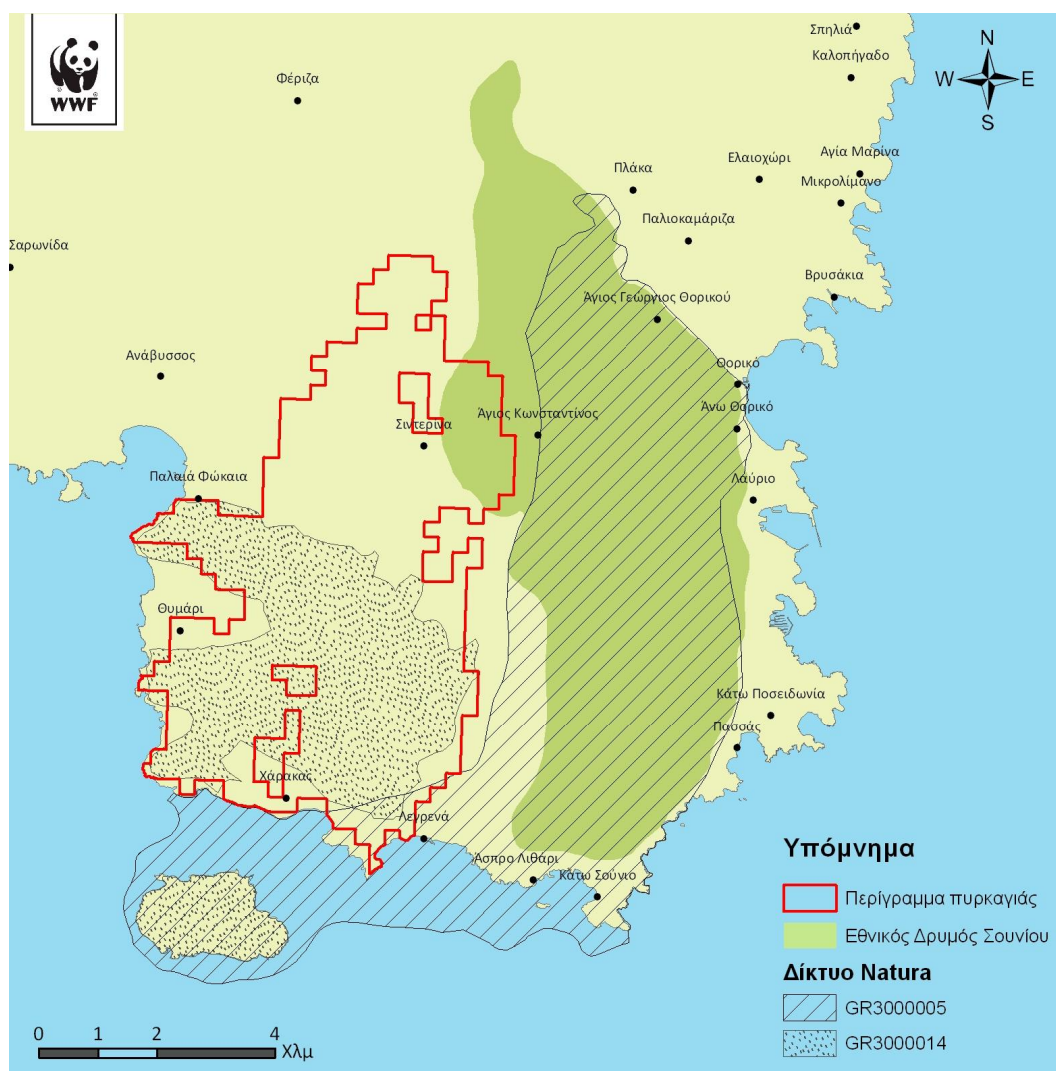 WWF
Σπηλιά
Καλοπήγαδο
N
W E
S
Φέριζα
Πλάκα
Ελαιοχώρι
Αγία Μαρίνα
Μικρολίμανο
Παλιοκαμάριζα
Σαρωνίδα
Βρυσάκια
Άγιος Γεώργιος Θορικού
Ανάβυσσος
Θορικό
Άνω Θορικό
Άγιος Κωνσταντίνος
Σιντερίνα
Παλαιά Φώκαια
Λαύριο
Θυμάρι
Κάτω Ποσειδωνία
Πασσάς
Χάρακας
Λεγρενά
Άσπρο Λιθάρι
Κάτω Σούνιο
Υπόμνημα
Περίγραμμα πυρκαγιάς
Εθνικός Δρυμός Σουνίου
Δίκτυο Natura
GR3000005
GR3000014
0 1 2 4
Χλμ